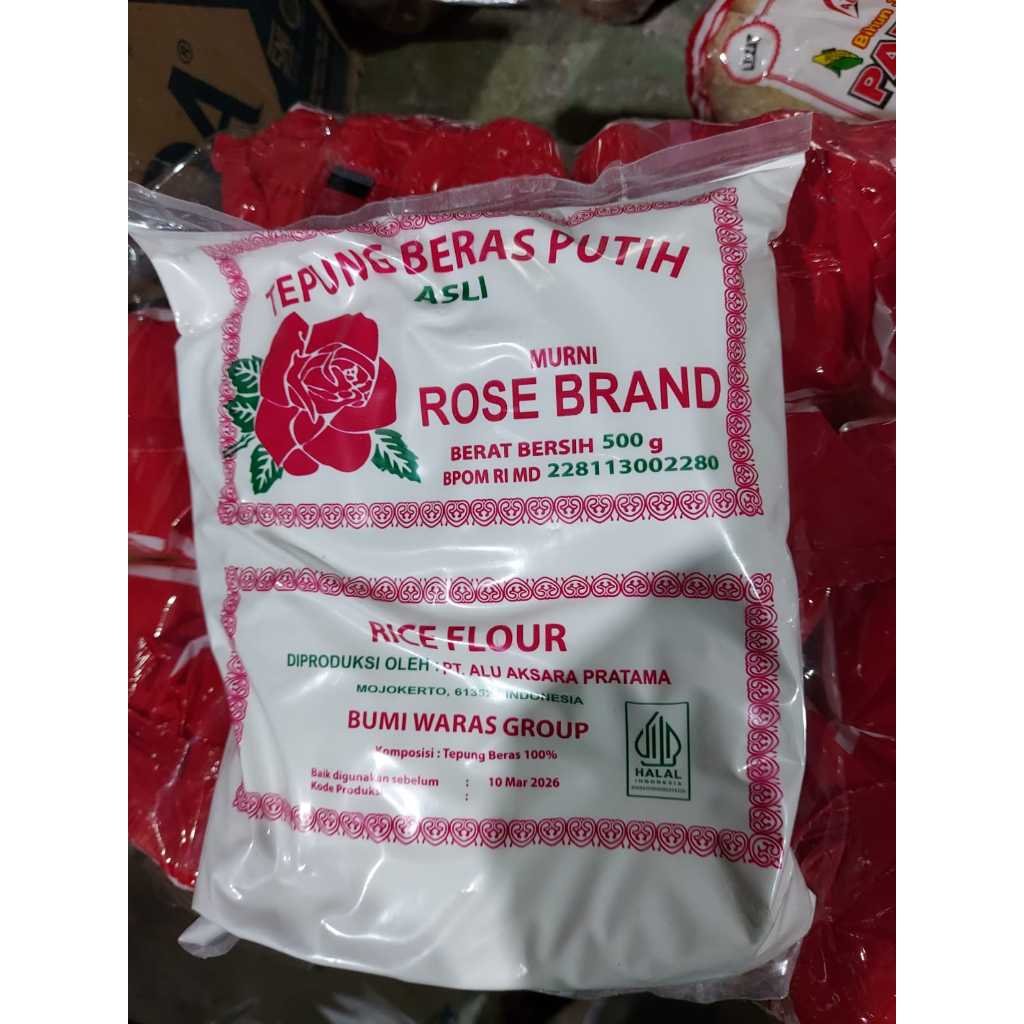 TEPUNG BERAS PUTIH
ASLI
MURNI
ROSE BRAND
BERAT BERSIH 500 g
BPOM RI MD 228113002280
RICE FLOUR
DIPRODUKSI OLEH : PT. ALU AKSARA PRATAMA
MOJOKERTO, INDONESIA
BUMI WARAS GROUP
Komposisi : Tepung Beras 100%
Baik digunakan sebelum : 10 Mar 2026
Kode Produksi :
HALAL
INDONESIA
Bihun